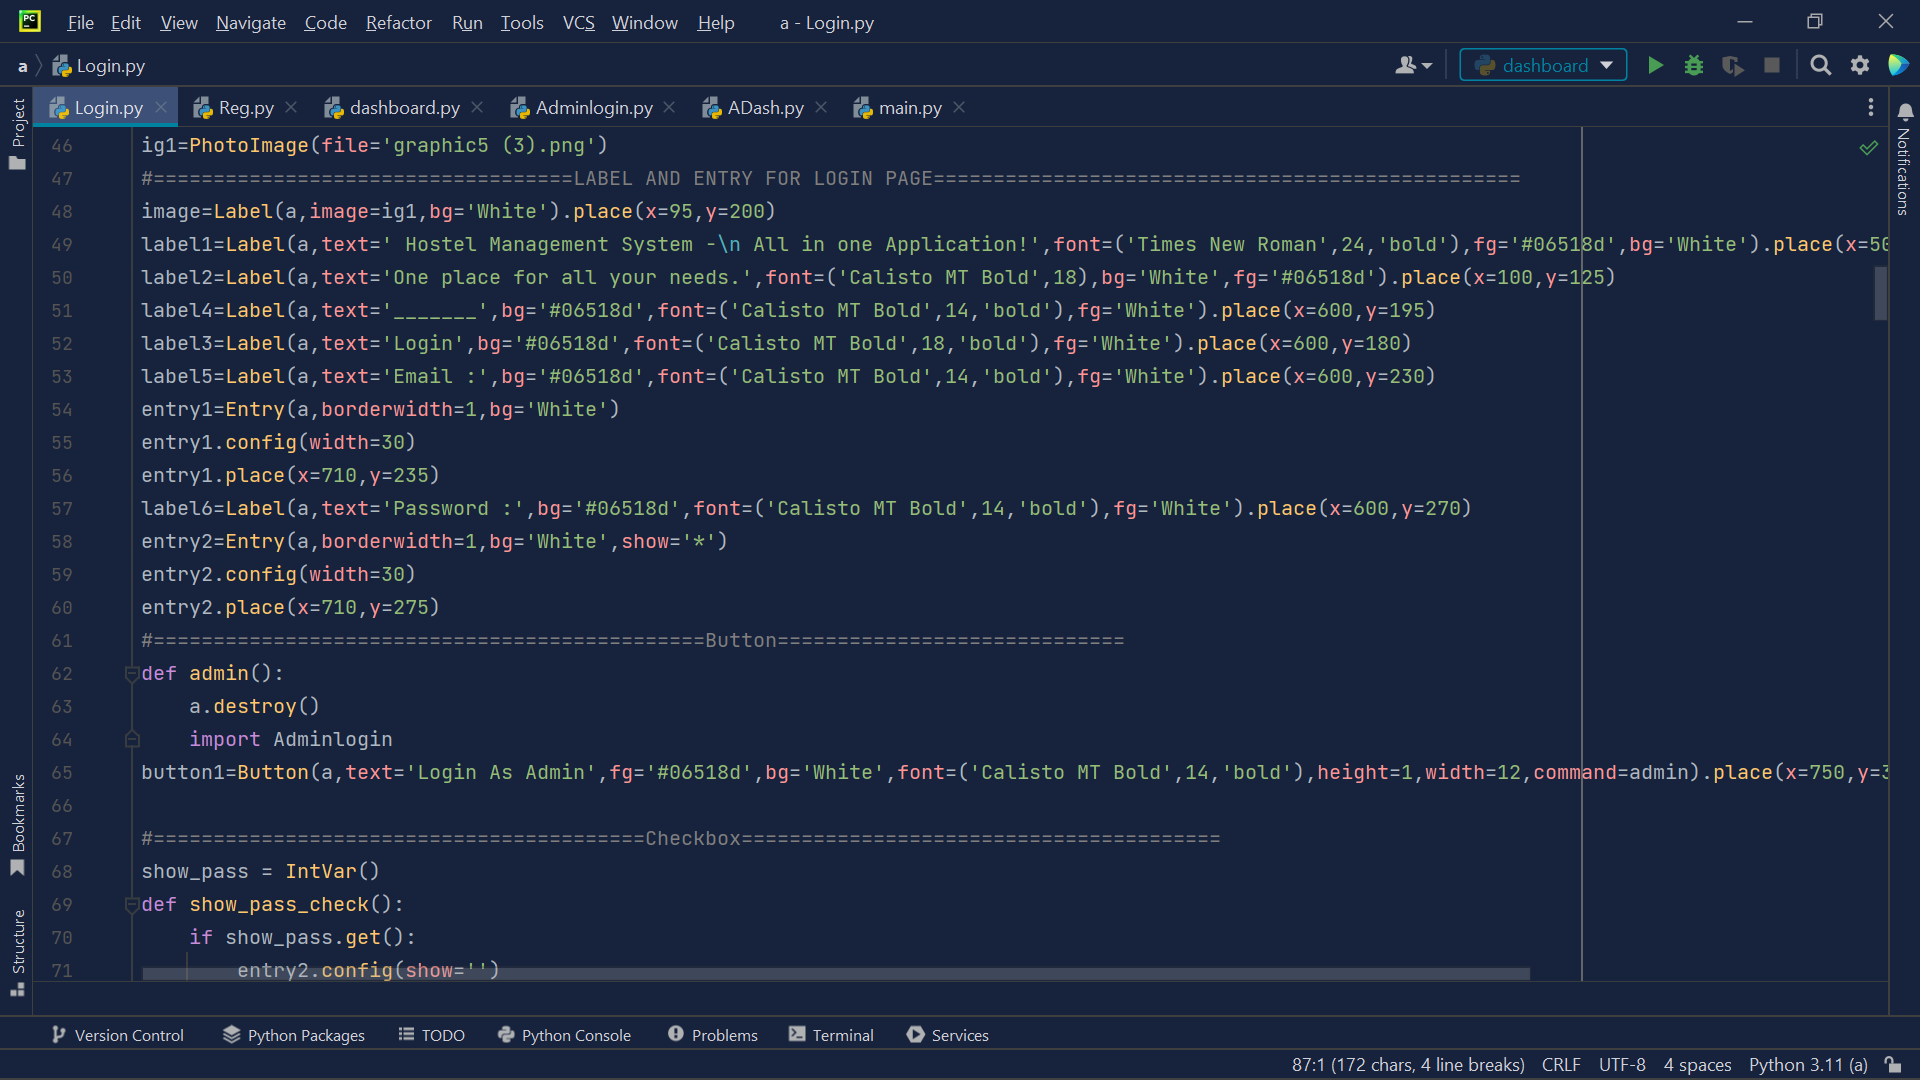 PC File Edit View Navigate Code Refactor Run Tools VCS Window Help a - Login.py
a Login.py dashboard
Login.py Reg.py dashboard.py Adminlogin.py ADash.py main.py
Project
Notifications
Bookmarks
Structure
46 ig1=PhotoImage(file='graphic5 (3).png')
47 #===================================LABEL AND ENTRY FOR LOGIN PAGE=================================================
48 image=Label(a,image=ig1,bg='White').place(x=95,y=200)
49 label1=Label(a,text=' Hostel Management System -\n All in one Application!',font=('Times New Roman',24,'bold'),fg='#06518d',bg='White').place(x=50
50 label2=Label(a,text='One place for all your needs.',font=('Calisto MT Bold',18),bg='White',fg='#06518d').place(x=100,y=125)
51 label4=Label(a,text='_______',bg='#06518d',font=('Calisto MT Bold',14,'bold'),fg='White').place(x=600,y=195)
52 label3=Label(a,text='Login',bg='#06518d',font=('Calisto MT Bold',18,'bold'),fg='White').place(x=600,y=180)
53 label5=Label(a,text='Email :',bg='#06518d',font=('Calisto MT Bold',14,'bold'),fg='White').place(x=600,y=230)
54 entry1=Entry(a,borderwidth=1,bg='White')
55 entry1.config(width=30)
56 entry1.place(x=710,y=235)
57 label6=Label(a,text='Password :',bg='#06518d',font=('Calisto MT Bold',14,'bold'),fg='White').place(x=600,y=270)
58 entry2=Entry(a,borderwidth=1,bg='White',show='*')
59 entry2.config(width=30)
60 entry2.place(x=710,y=275)
61 #==============================================Button=============================
62 def admin():
63 a.destroy()
64 import Adminlogin
65 button1=Button(a,text='Login As Admin',fg='#06518d',bg='White',font=('Calisto MT Bold',14,'bold'),height=1,width=12,command=admin).place(x=750,y=3
66
67 #=========================================Checkbox========================================
68 show_pass = IntVar()
69 def show_pass_check():
70 if show_pass.get():
71 entry2.config(show='')
Version Control Python Packages TODO Python Console Problems Terminal Services
87:1 (172 chars, 4 line breaks) CRLF UTF-8 4 spaces Python 3.11 (a)